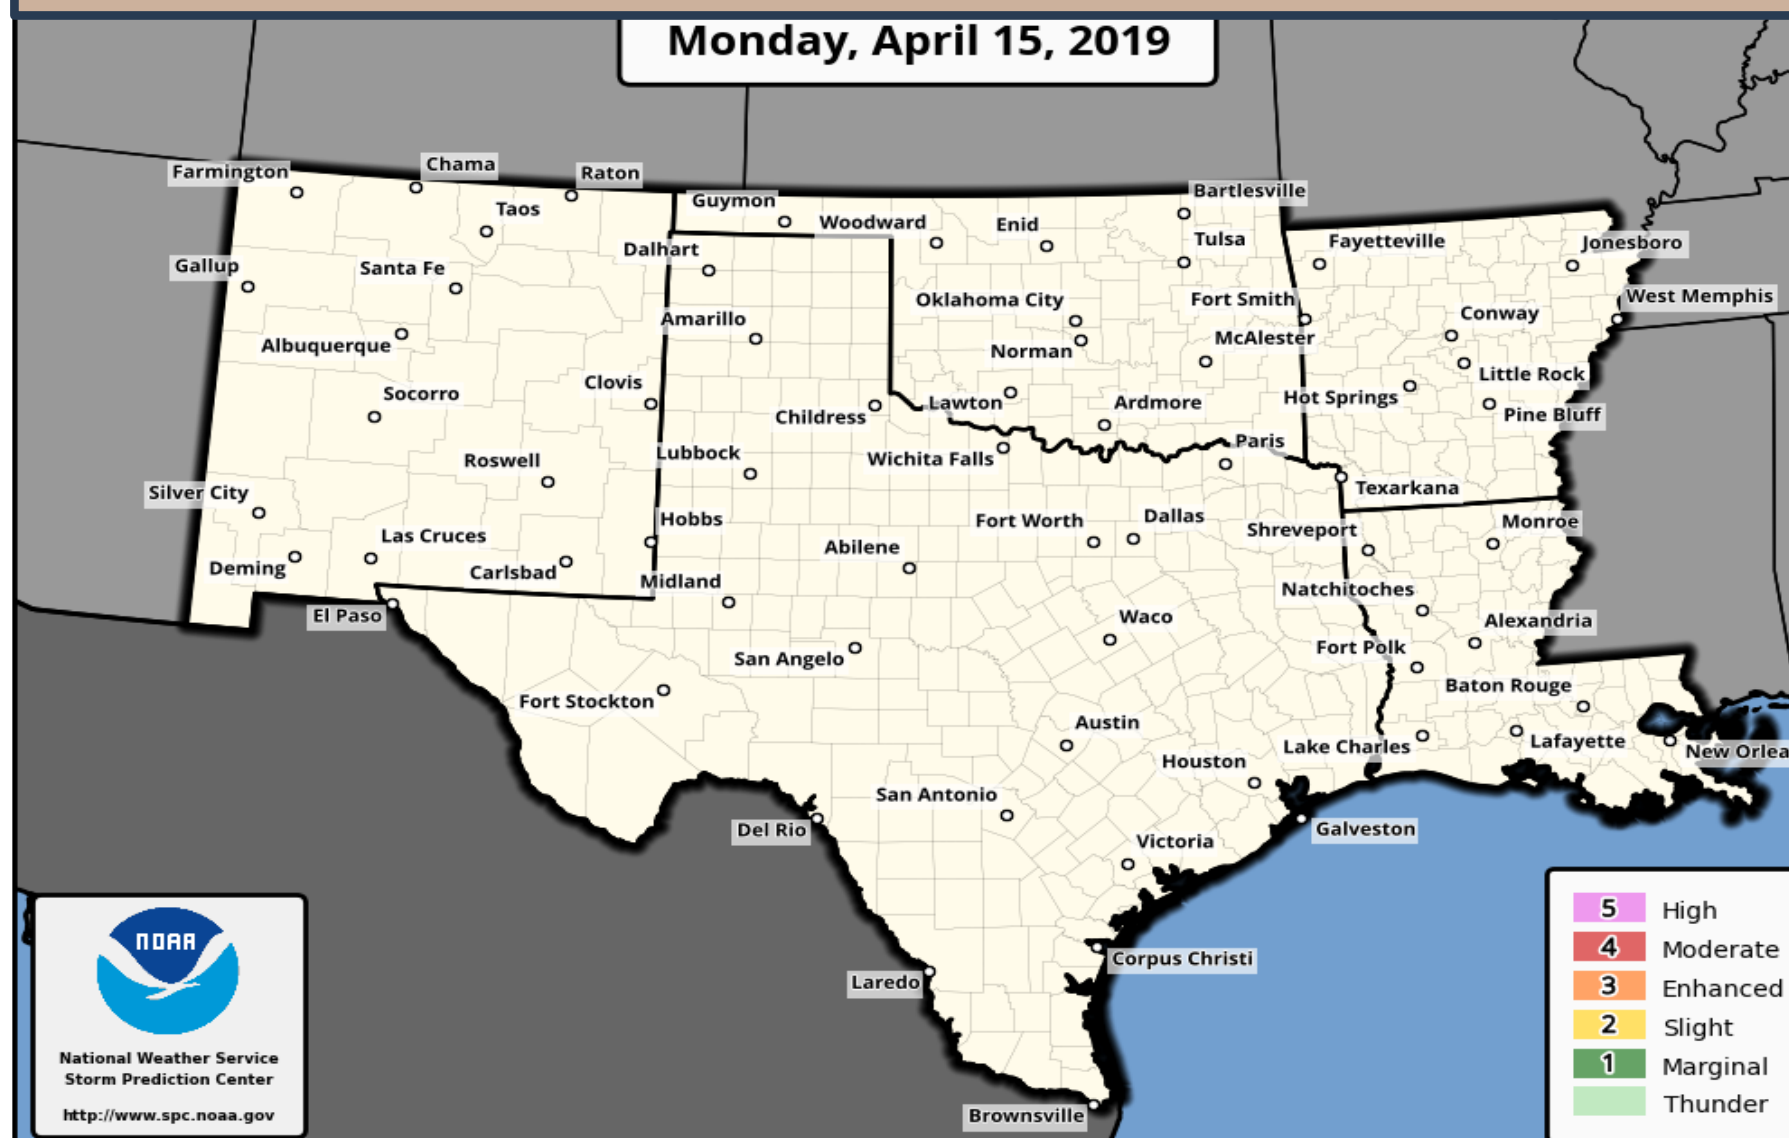 Monday, April 15, 2019
Chama
Farmington
Raton
Bartlesville
Guymon
Taos
Woodward
Enid
Tulsa
Fayetteville
Jonesboro
Dalhart
Gallup
Santa Fe
Oklahoma City
Fort Smith
West Memphis
Conway
Amarillo
McAlester
Albuquerque
Norman
Little Rock
Clovis
Socorro
Hot Springs
Lawton
Ardmore
Childress
Pine Bluff
Paris
Lubbock
Roswell
Wichita Falls
Texarkana
Silver City
Hobbs
Fort Worth
Dallas
Monroe
Shreveport
Las Cruces
Abilene
Deming
Carlsbad
Midland
Natchitoches
El Paso
Waco
Alexandria
Fort Polk
San Angelo
Baton Rouge
Fort Stockton
Austin
Lake Charles
Lafayette
New Orlea
Houston
San Antonio
Del Rio
Galveston
Victoria
Corpus Christi
Laredo
Brownsville
NOAA
National Weather Service
Storm Prediction Center
http://www.spc.noaa.gov
5 High
4 Moderate
3 Enhanced
2 Slight
1 Marginal
Thunder